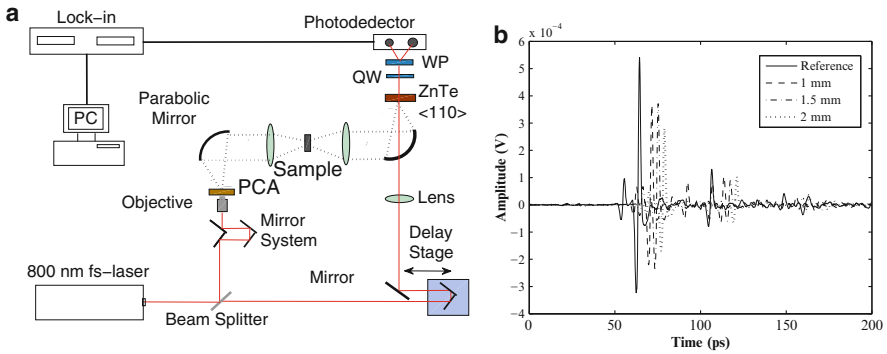 a
Lock-in
Photodedector
WP
QW
ZnTe
<110>
PC
Parabolic
Mirror
Sample
PCA
Objective
Lens
Mirror
System
Delay
Stage
800 nm fs-laser
Mirror
Beam Splitter
b
x 10⁻⁴
6
5
4
3
2
1
0
−1
−2
−3
−4
Amplitude (V)
Reference
1 mm
1.5 mm
2 mm
0
50
100
150
200
Time (ps)